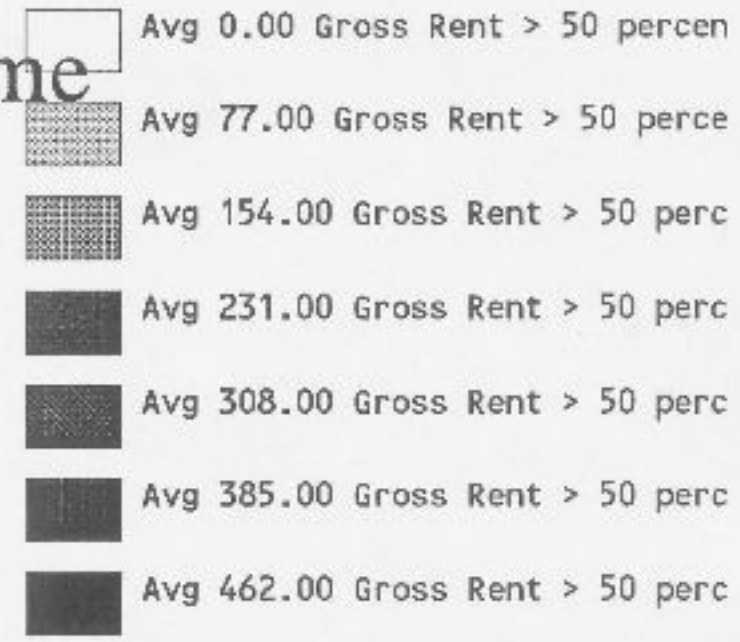 Avg 0.00 Gross Rent > 50 percen
me
Avg 77.00 Gross Rent > 50 perce
Avg 154.00 Gross Rent > 50 perc
Avg 231.00 Gross Rent > 50 perc
Avg 308.00 Gross Rent > 50 perc
Avg 385.00 Gross Rent > 50 perc
Avg 462.00 Gross Rent > 50 perc